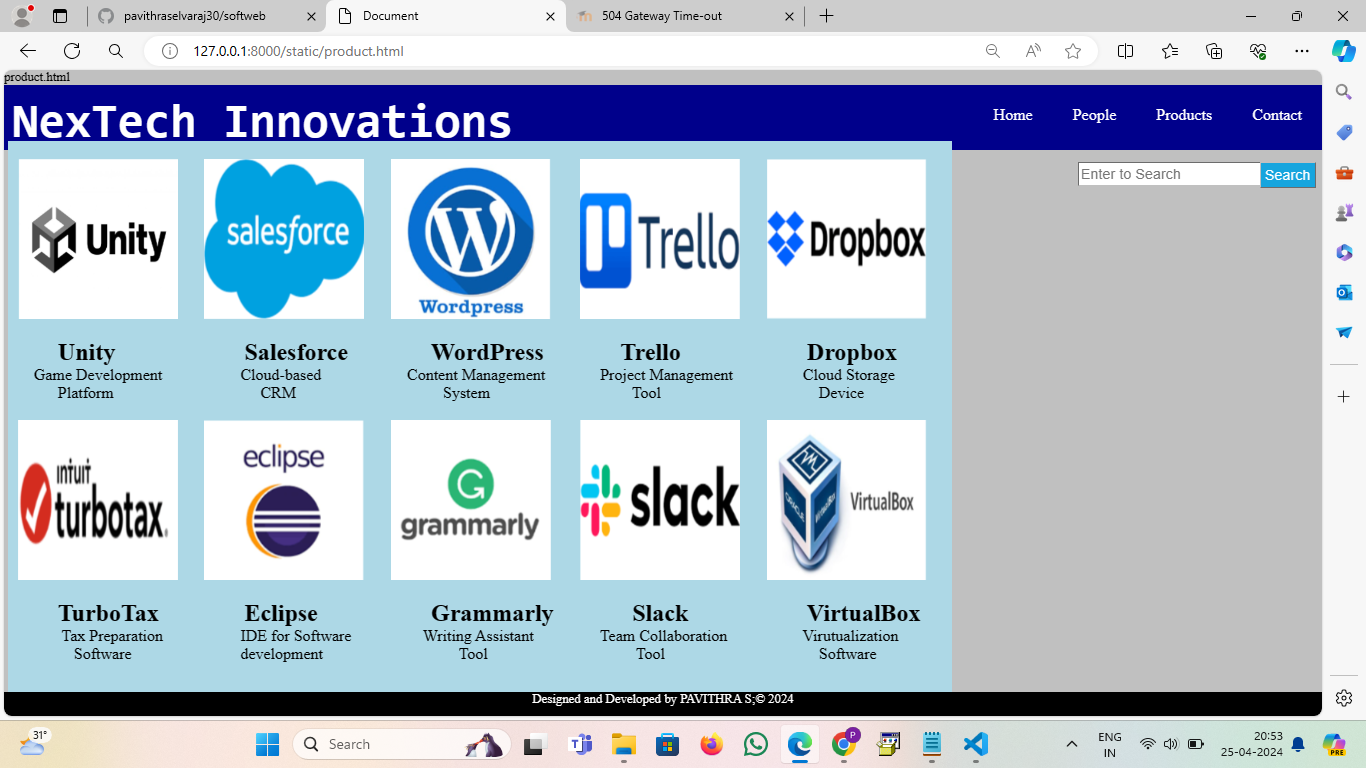 pavithraselvaraj30/softweb
Document
504 Gateway Time-out
127.0.0.1:8000/static/product.html
product.html
NexTech Innovations
Home People Products Contact
Enter to Search Search
Unity
salesforce
Wordpress
Trello
Dropbox
Unity
Game Development
Platform
Salesforce
Cloud-based
CRM
WordPress
Content Management
System
Trello
Project Management
Tool
Dropbox
Cloud Storage
Device
INTUIT
turbotax.
eclipse
grammarly
slack
ORACLE
VirtualBox
VirtualBox
TurboTax
Tax Preparation
Software
Eclipse
IDE for Software
development
Grammarly
Writing Assistant
Tool
Slack
Team Collaboration
Tool
VirtualBox
Virutualization
Software
Designed and Developed by PAVITHRA S;© 2024
31°
Search
P
ENG
IN
20:53
25-04-2024
PRE